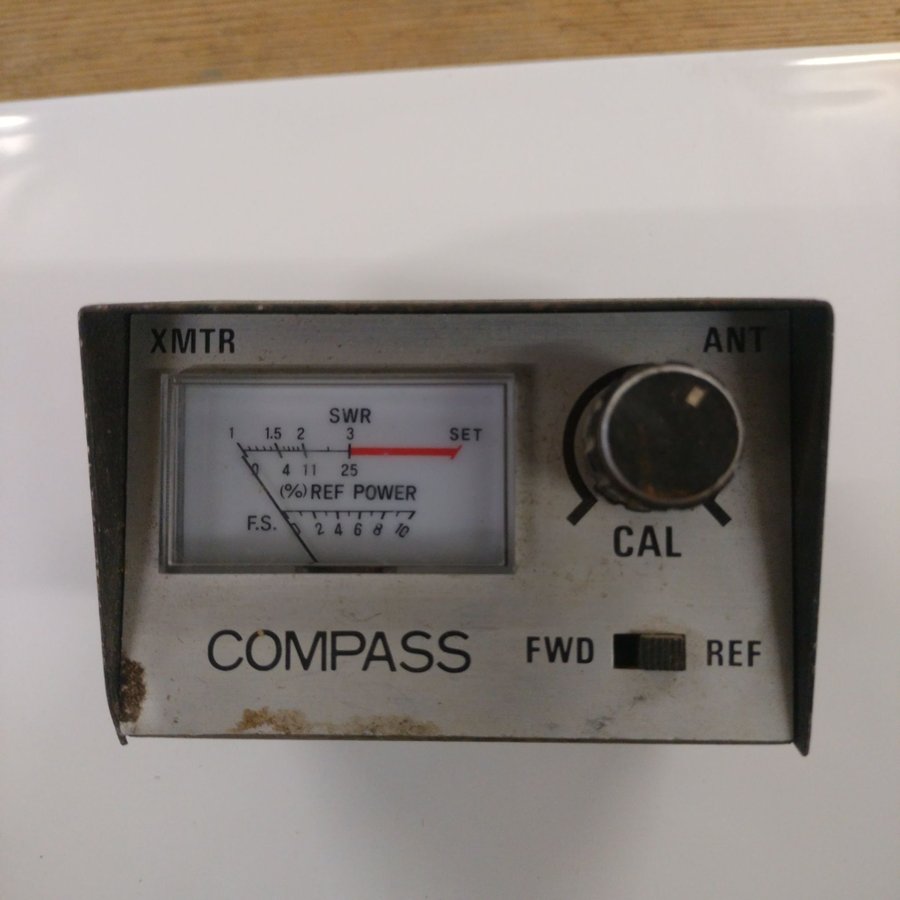 XMTR ANT
SWR
1 1.5 2 3 SET
0 4 11 25
(%) REF POWER
F.S. 0 2 4 6 8 10
CAL
COMPASS
FWD REF